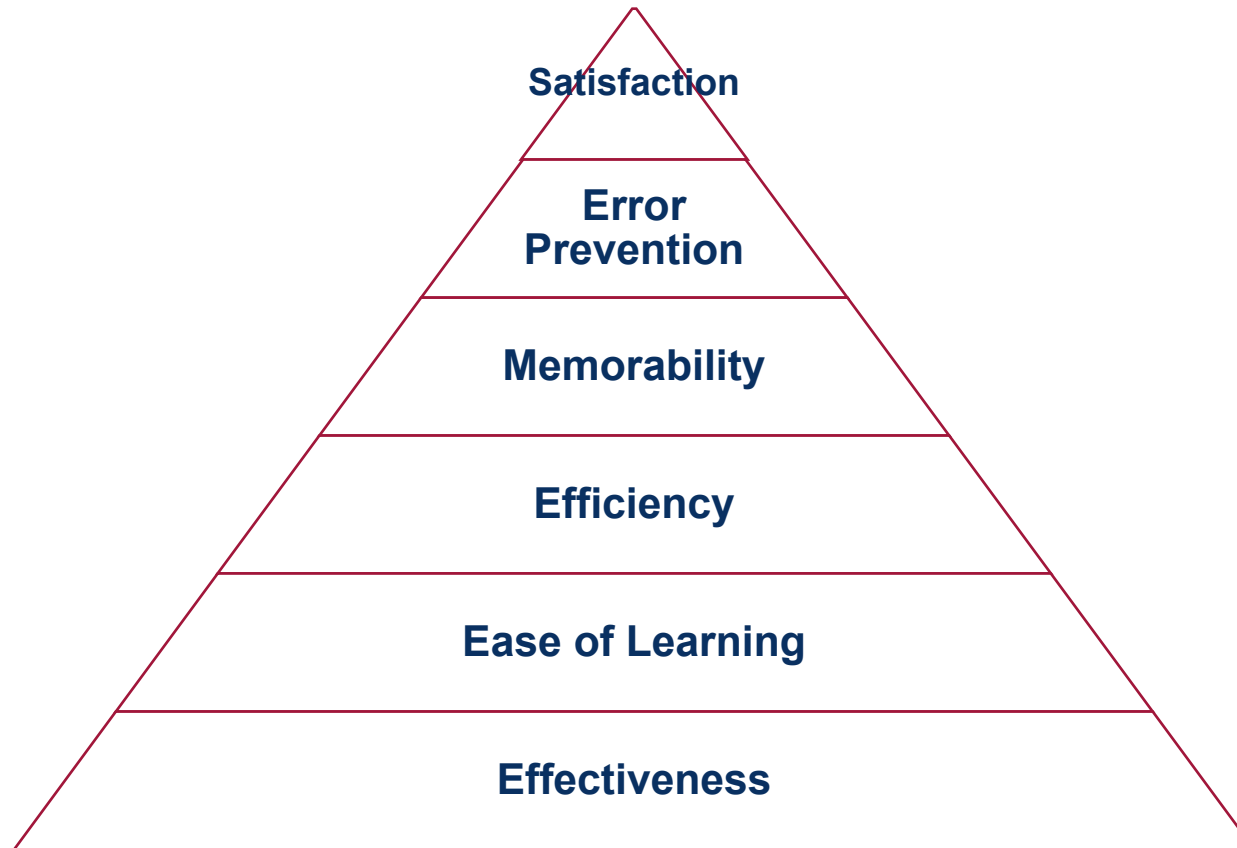 Satisfaction
Error
Prevention
Memorability
Efficiency
Ease of Learning
Effectiveness